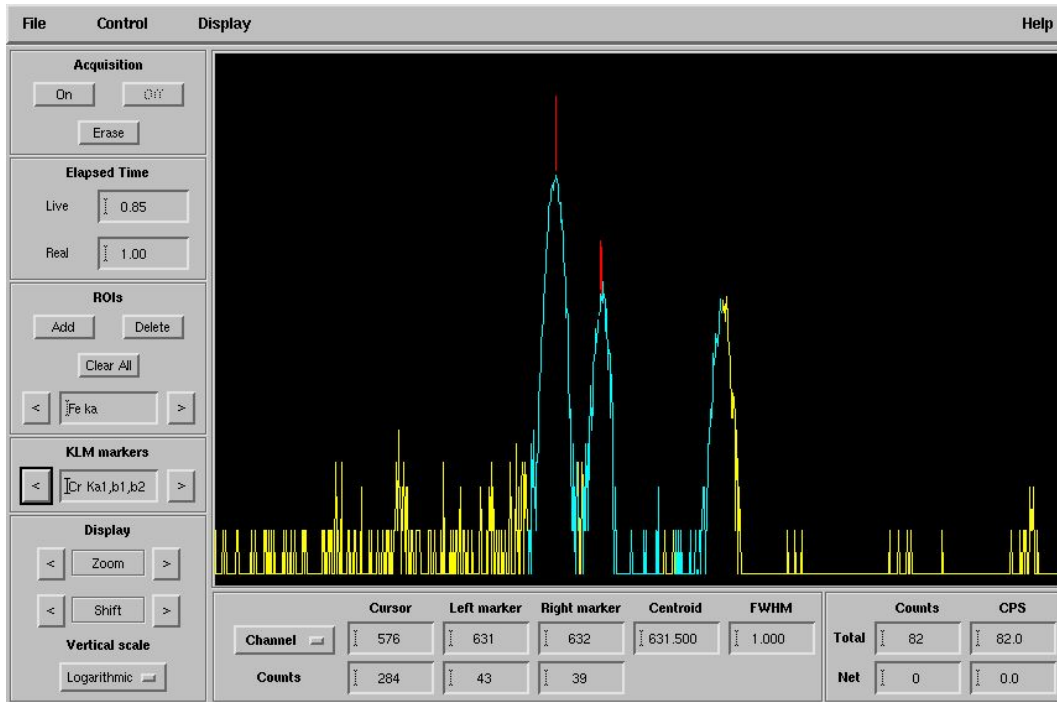 File Control Display Help
Acquisition
On Off
Erase
Elapsed Time
Live 0.85
Real 1.00
ROIs
Add Delete
Clear All
< Fe ka >
KLM markers
< Cr Ka1,b1,b2 >
Display
< Zoom >
< Shift >
Vertical scale
Logarithmic
Cursor Left marker Right marker Centroid FWHM
Channel 576 631 632 631.500 1.000
Counts 284 43 39
Counts CPS
Total 82 82.0
Net 0 0.0